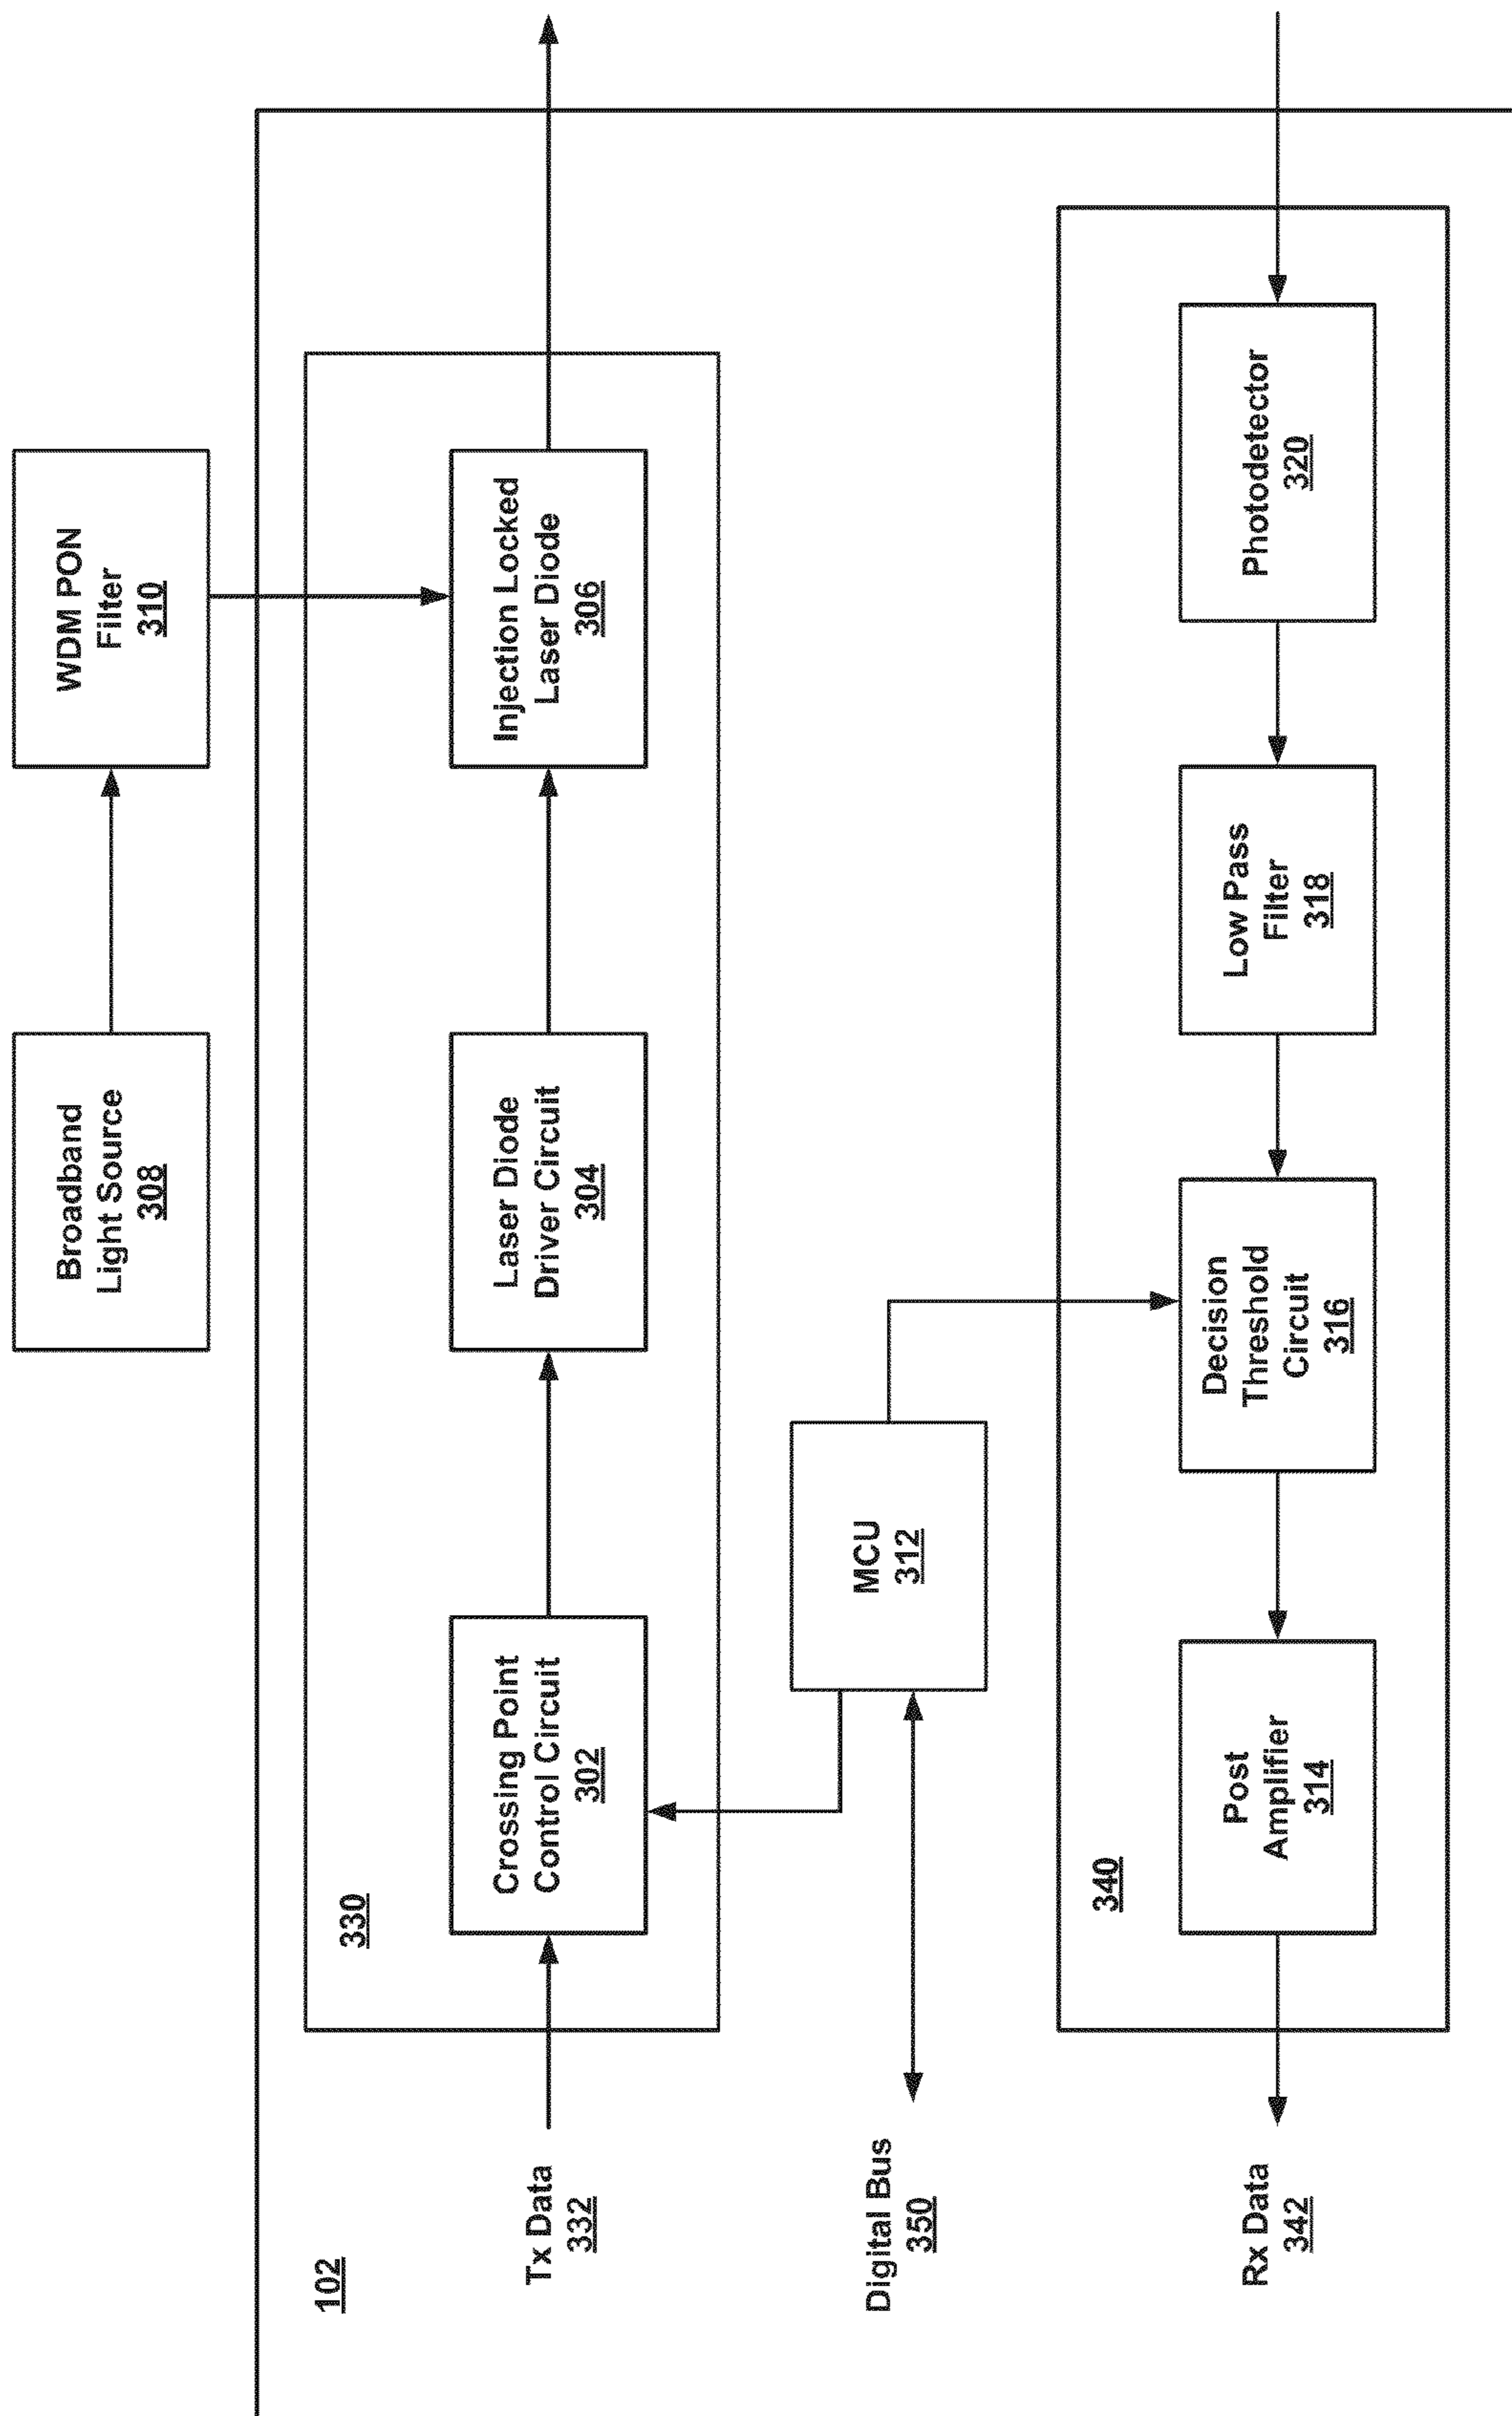 Broadband
Light Source
308
WDM PON
Filter
310
102
330
Tx Data
332
Crossing Point
Control Circuit
302
Laser Diode
Driver Circuit
304
Injection Locked
Laser Diode
306
Digital Bus
350
MCU
312
340
Rx Data
342
Post
Amplifier
314
Decision
Threshold
Circuit
316
Low Pass
Filter
318
Photodetector
320